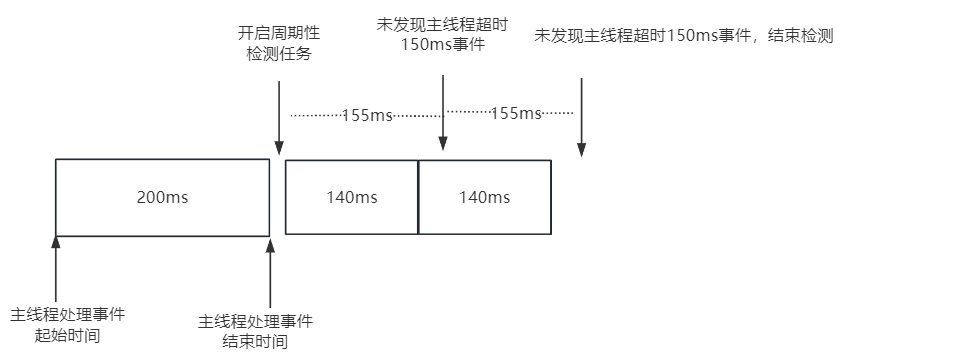 开启周期性
检测任务
未发现主线程超时
150ms事件
未发现主线程超时150ms事件，结束检测
155ms
155ms
200ms
140ms
140ms
主线程处理事件
起始时间
主线程处理事件
结束时间